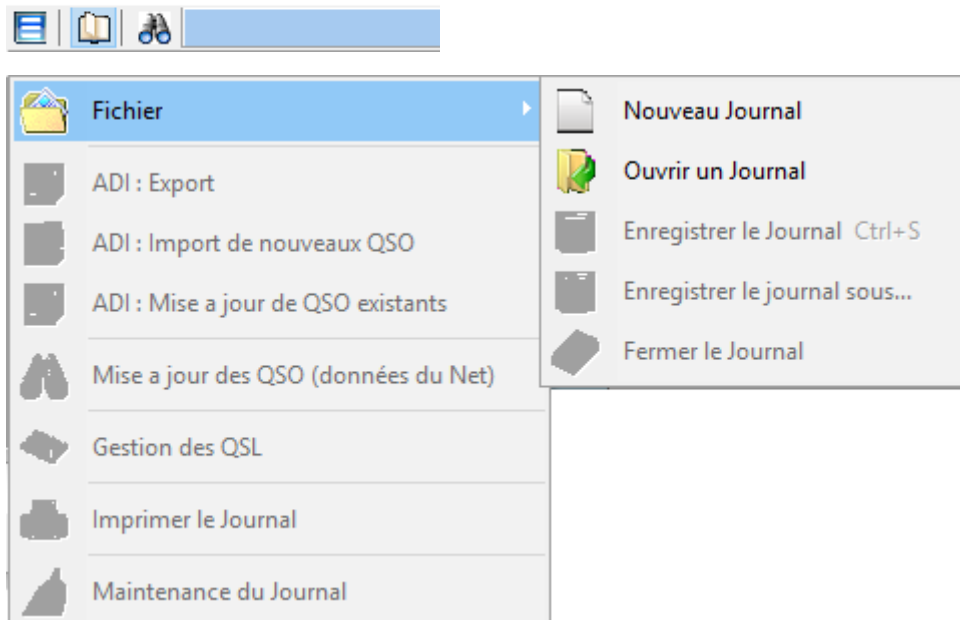 Fichier
ADI : Export
ADI : Import de nouveaux QSO
ADI : Mise a jour de QSO existants
Mise a jour des QSO (données du Net)
Gestion des QSL
Imprimer le Journal
Maintenance du Journal
Nouveau Journal
Ouvrir un Journal
Enregistrer le Journal Ctrl+S
Enregistrer le journal sous...
Fermer le Journal